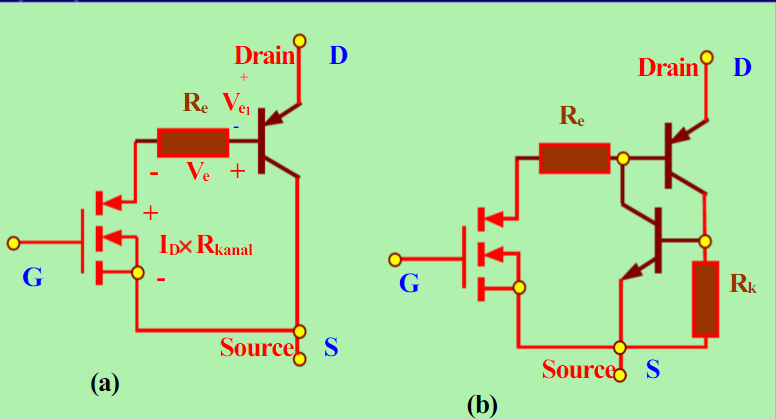 Drain D
+
Re Ve1
-
- Ve +
+
ID×Rkanal
-
G
Source S
(a)
Drain D
Re
G
Rk
Source S
(b)